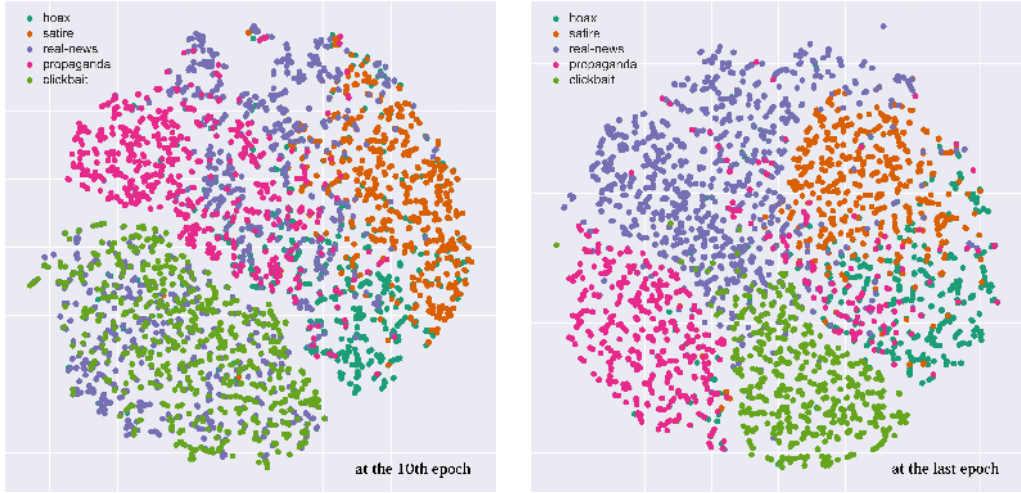 hoax
satire
real-news
propaganda
clickbait
at the 10th epoch
hoax
satire
real-news
propaganda
clickbait
at the last epoch